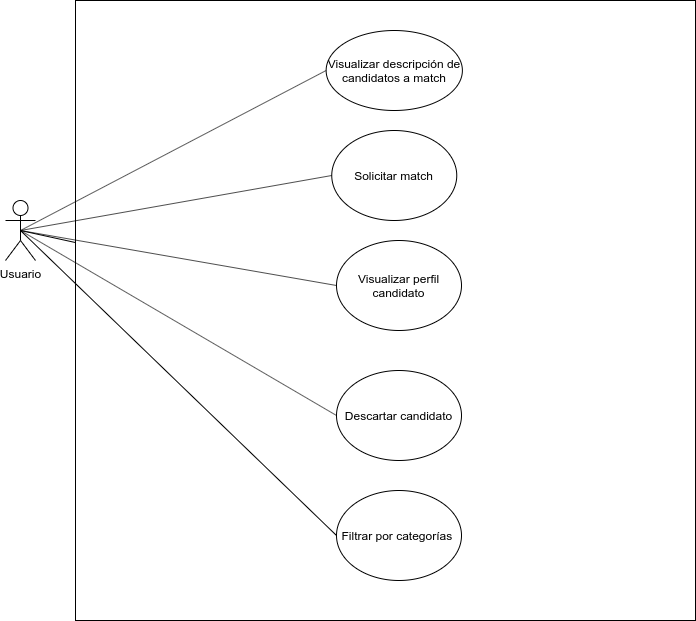 Visualizar descripción de
candidatos a match
Solicitar match
Usuario
Visualizar perfil
candidato
Descartar candidato
Filtrar por categorías